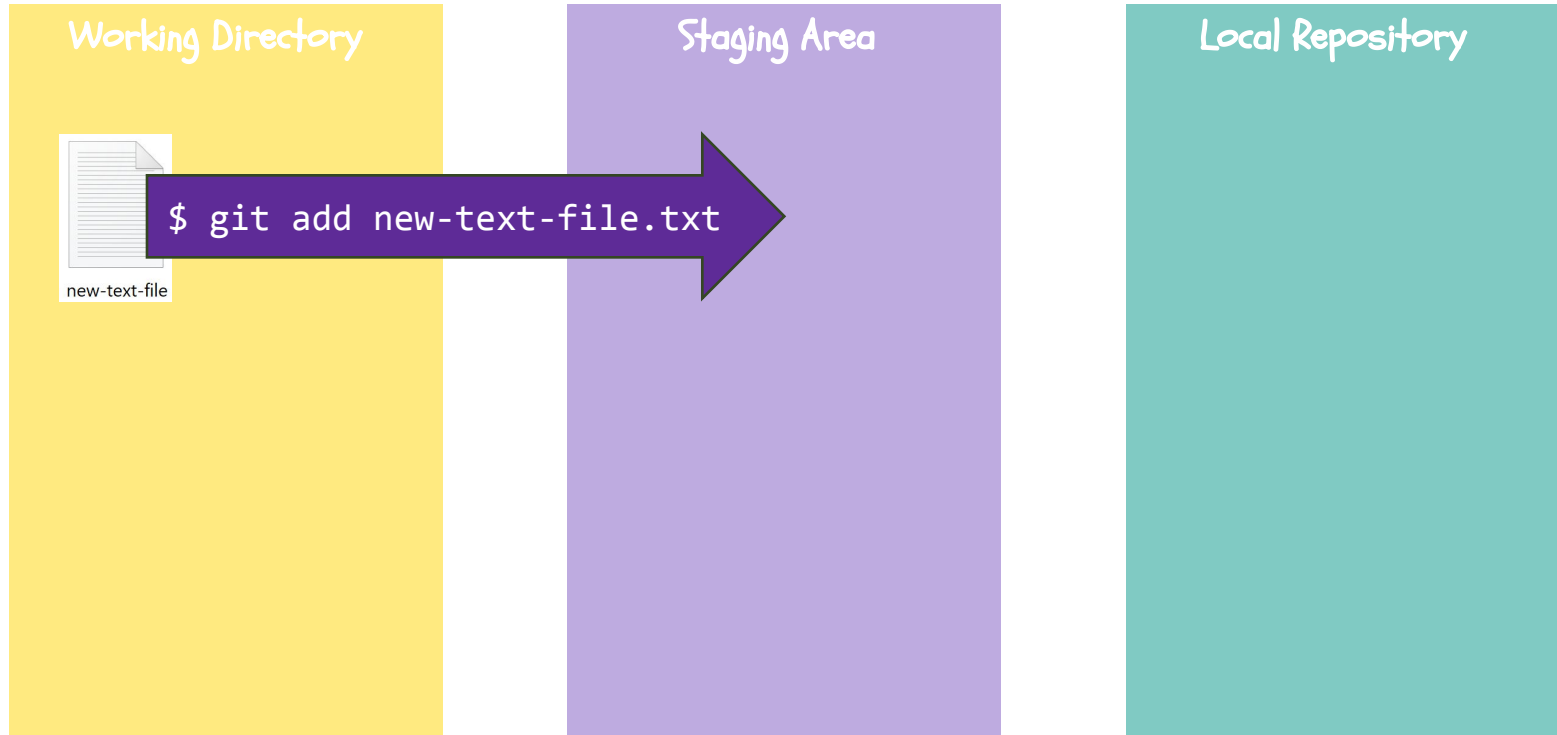 Working Directory
Staging Area
Local Repository
$ git add new-text-file.txt
new-text-file